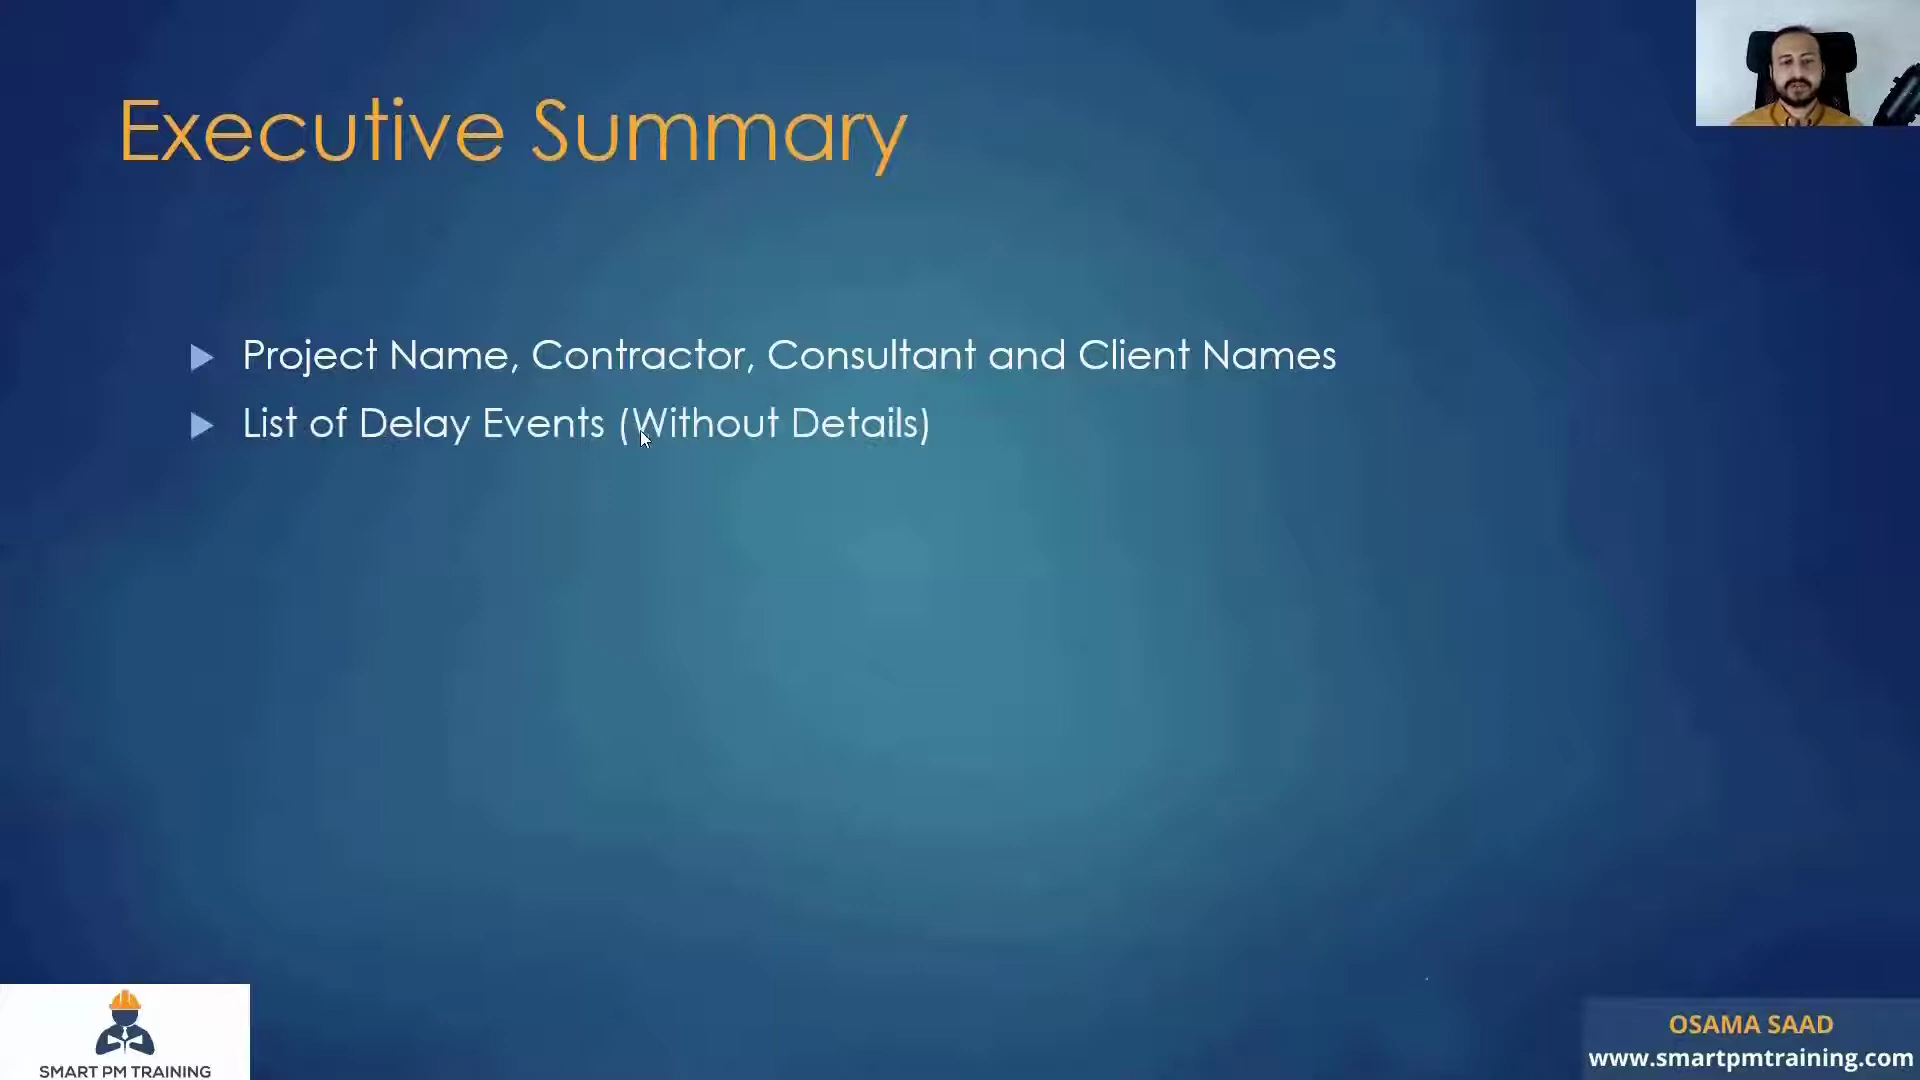 Executive Summary
Project Name, Contractor, Consultant and Client Names
List of Delay Events (Without Details)
SMART PM TRAINING
OSAMA SAAD
www.smartpmtraining.com